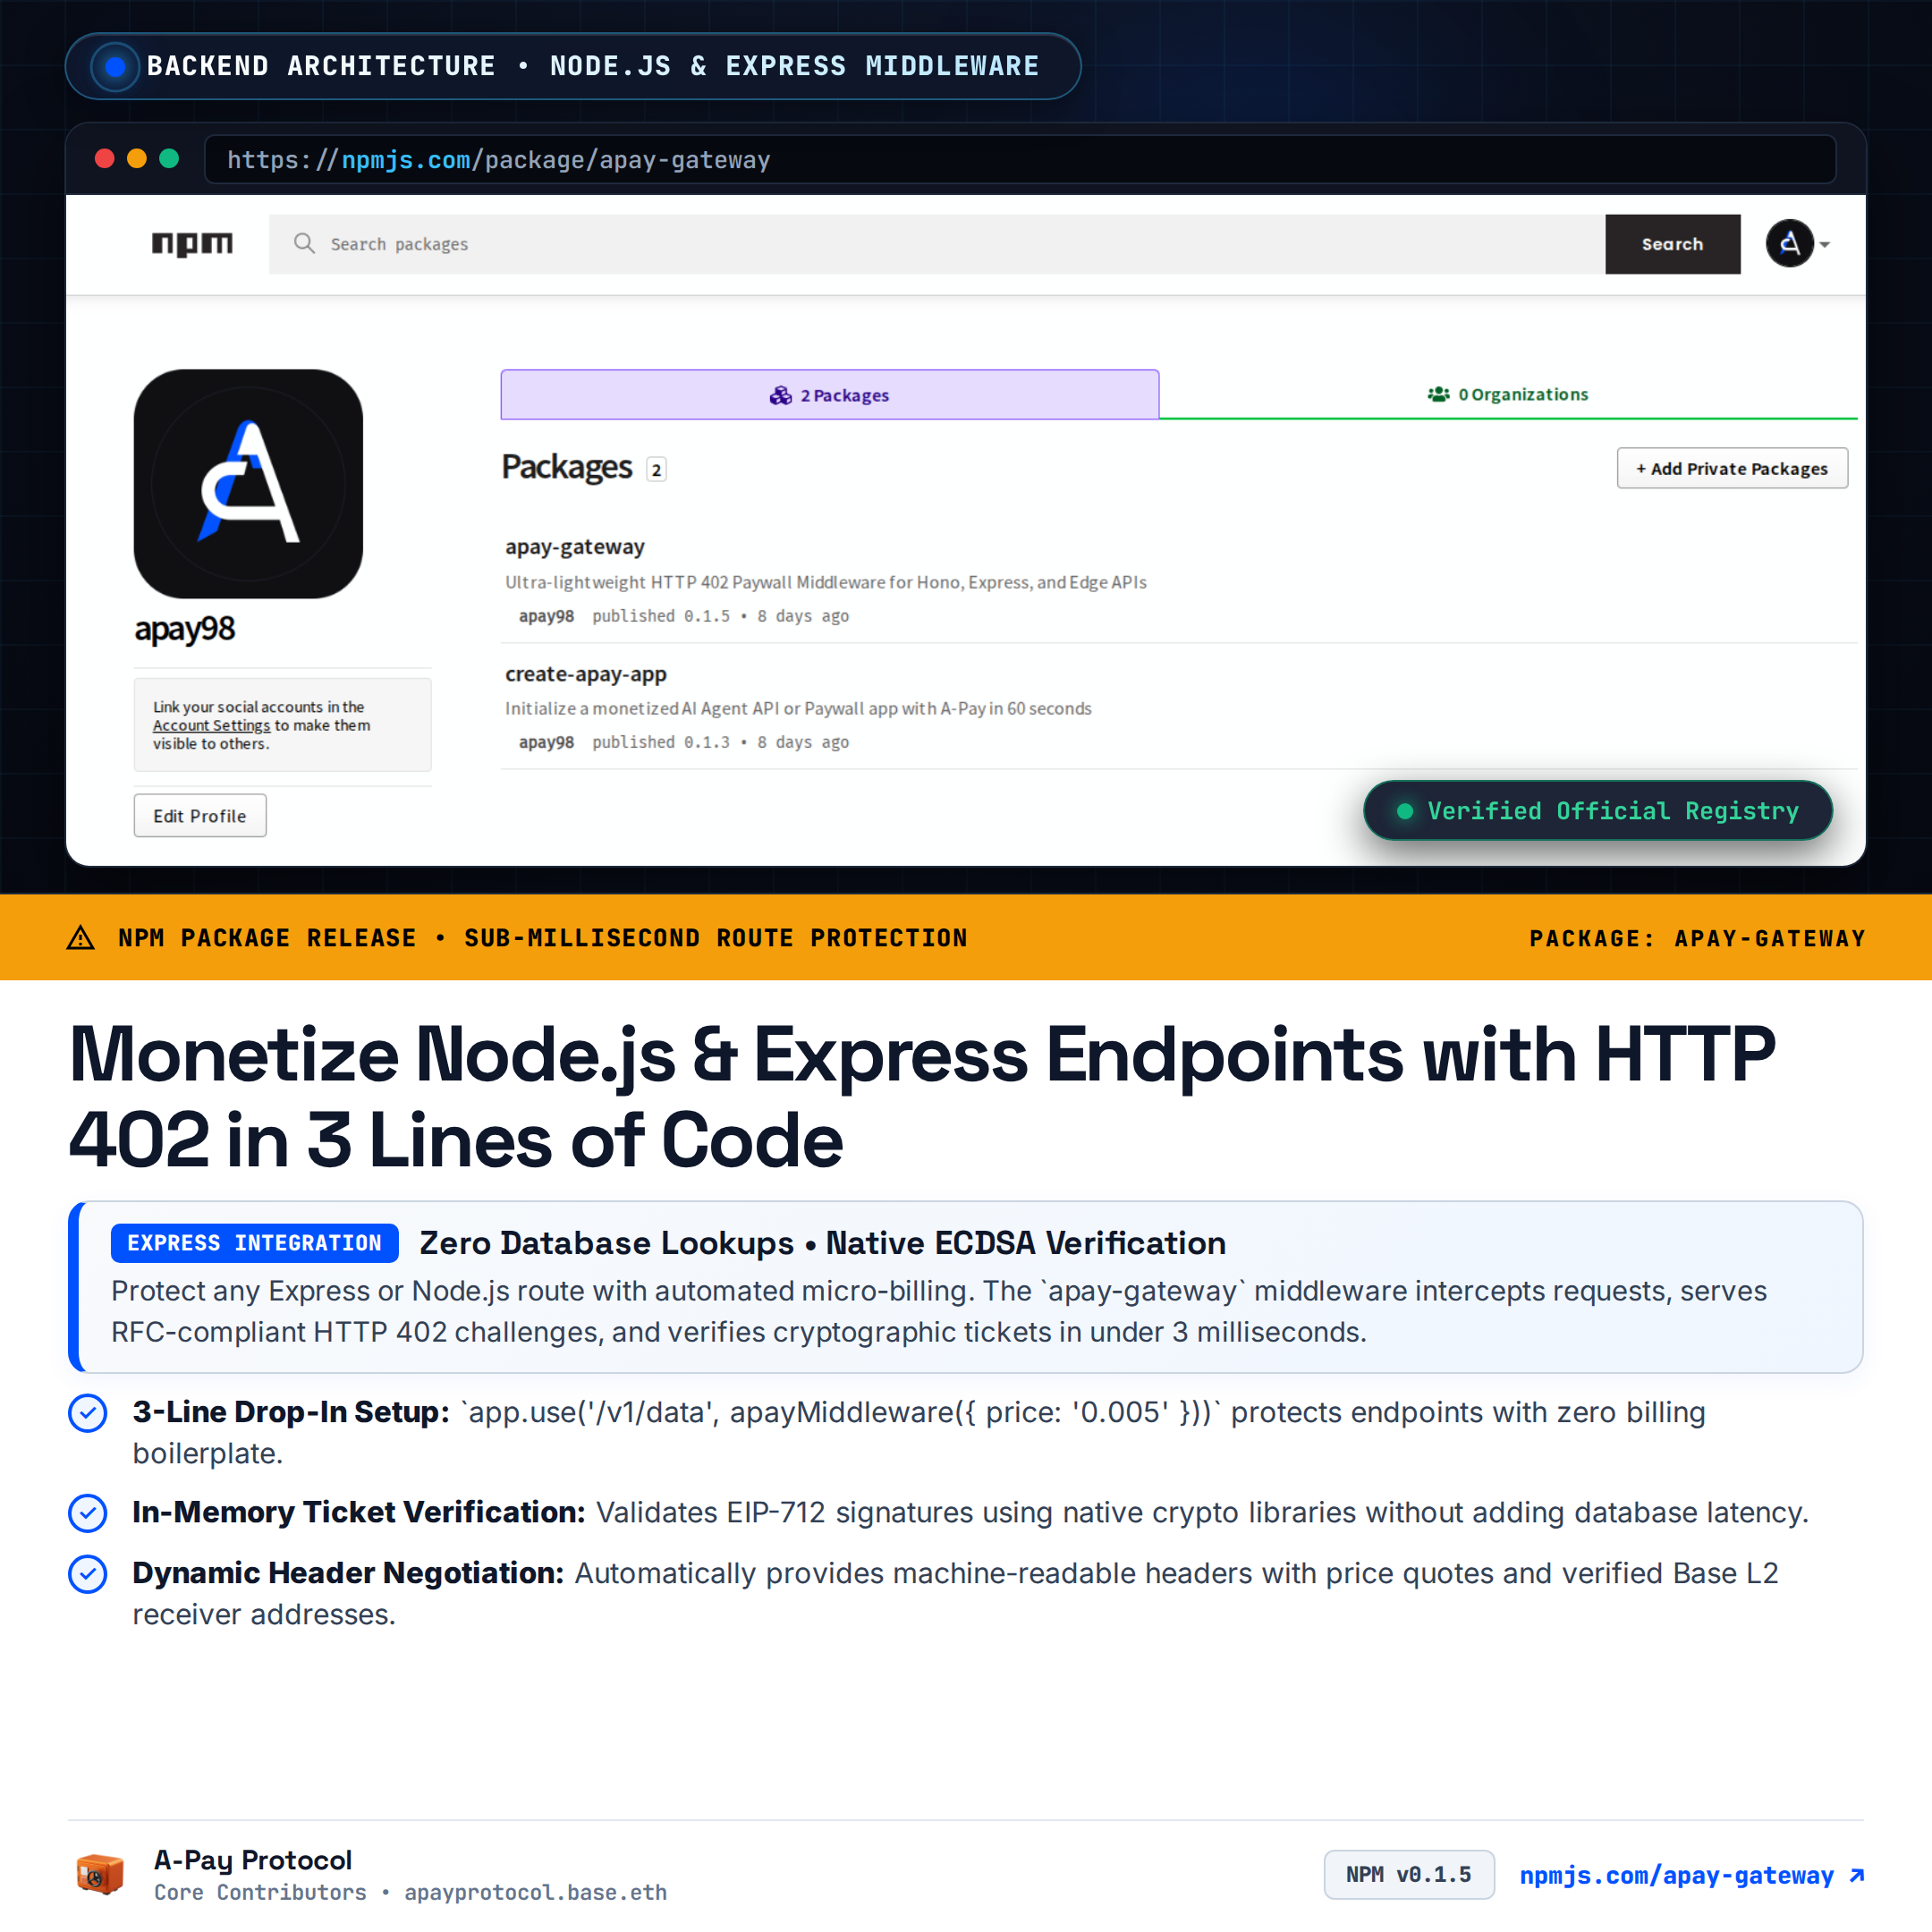 BACKEND ARCHITECTURE • NODE.JS & EXPRESS MIDDLEWARE
https://npmjs.com/package/apay-gateway
npm
Search packages
Search
2 Packages
0 Organizations
Packages 2
+ Add Private Packages
apay-gateway
Ultra-lightweight HTTP 402 Paywall Middleware for Hono, Express, and Edge APIs
apay98 published 0.1.5 • 8 days ago
apay98
create-apay-app
Initialize a monetized AI Agent API or Paywall app with A-Pay in 60 seconds
apay98 published 0.1.3 • 8 days ago
Link your social accounts in the
Account Settings to make them
visible to others.
Edit Profile
Verified Official Registry
NPM PACKAGE RELEASE • SUB-MILLISECOND ROUTE PROTECTION
PACKAGE: APAY-GATEWAY
Monetize Node.js & Express Endpoints with HTTP
402 in 3 Lines of Code
EXPRESS INTEGRATION Zero Database Lookups • Native ECDSA Verification
Protect any Express or Node.js route with automated micro-billing. The `apay-gateway` middleware intercepts requests, serves
RFC-compliant HTTP 402 challenges, and verifies cryptographic tickets in under 3 milliseconds.
3-Line Drop-In Setup: `app.use('/v1/data', apayMiddleware({ price: '0.005' }))` protects endpoints with zero billing
boilerplate.
In-Memory Ticket Verification: Validates EIP-712 signatures using native crypto libraries without adding database latency.
Dynamic Header Negotiation: Automatically provides machine-readable headers with price quotes and verified Base L2
receiver addresses.
A-Pay Protocol
Core Contributors • apayprotocol.base.eth
NPM v0.1.5
npmjs.com/apay-gateway ↗